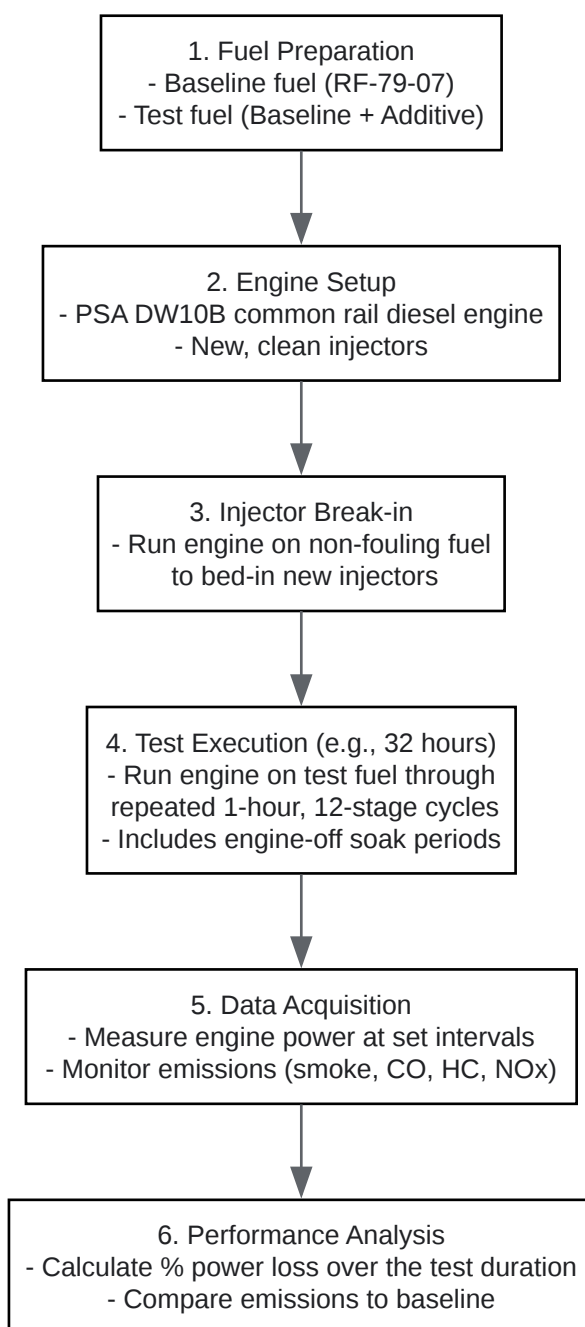 1. Fuel Preparation
- Baseline fuel (RF-79-07)
- Test fuel (Baseline + Additive)
2. Engine Setup
- PSA DW10B common rail diesel engine
- New, clean injectors
3. Injector Break-in
- Run engine on non-fouling fuel
to bed-in new injectors
4. Test Execution (e.g., 32 hours)
- Run engine on test fuel through
repeated 1-hour, 12-stage cycles
- Includes engine-off soak periods
5. Data Acquisition
- Measure engine power at set intervals
- Monitor emissions (smoke, CO, HC, NOx)
6. Performance Analysis
- Calculate % power loss over the test duration
- Compare emissions to baseline